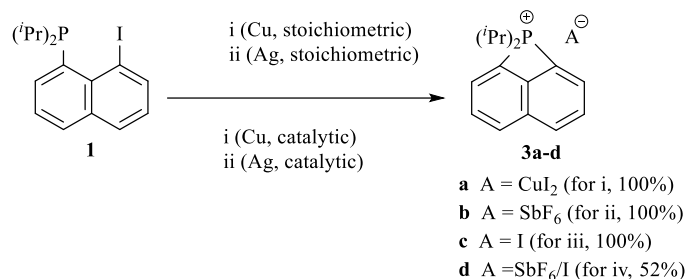 (ⁱPr)₂P I
1
i (Cu, stoichiometric)
ii (Ag, stoichiometric)
i (Cu, catalytic)
ii (Ag, catalytic)
(ⁱPr)₂P ⊕ A ⊖
3a-d
a A = CuI₂ (for i, 100%)
b A = SbF₆ (for ii, 100%)
c A = I (for iii, 100%)
d A =SbF₆/I (for iv, 52%)